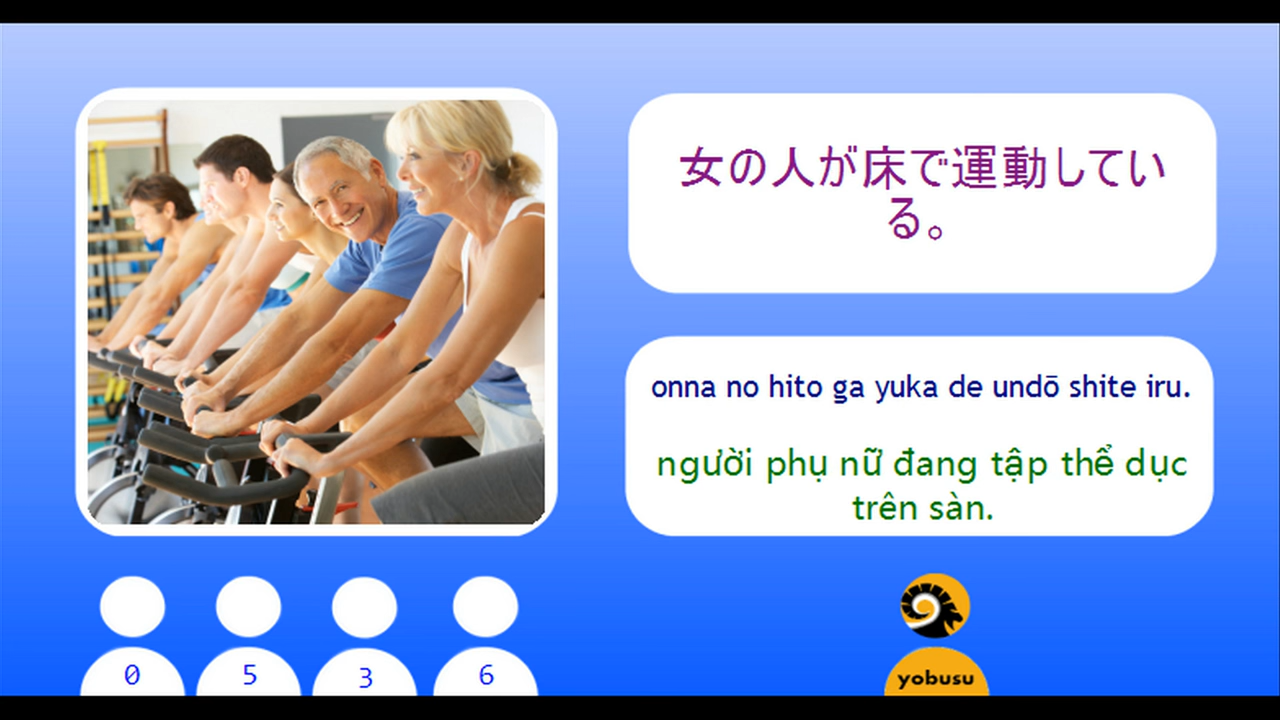 女の人が床で運動してい
る。
onna no hito ga yuka de undō shite iru.
người phụ nữ đang tập thể dục
trên sàn.
0 5 3 6
yobusu